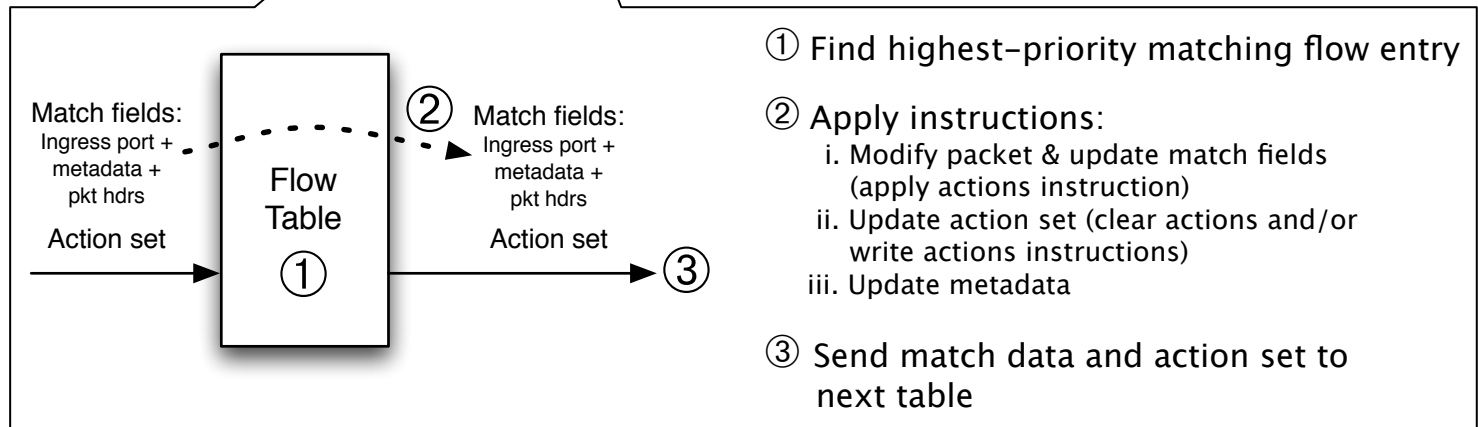 Match fields:
Ingress port +
metadata +
pkt hdrs
Action set
Flow
Table
①
②
Match fields:
Ingress port +
metadata +
pkt hdrs
Action set
③
① Find highest–priority matching flow entry
② Apply instructions:
i. Modify packet & update match fields
(apply actions instruction)
ii. Update action set (clear actions and/or
write actions instructions)
iii. Update metadata
③ Send match data and action set to
next table